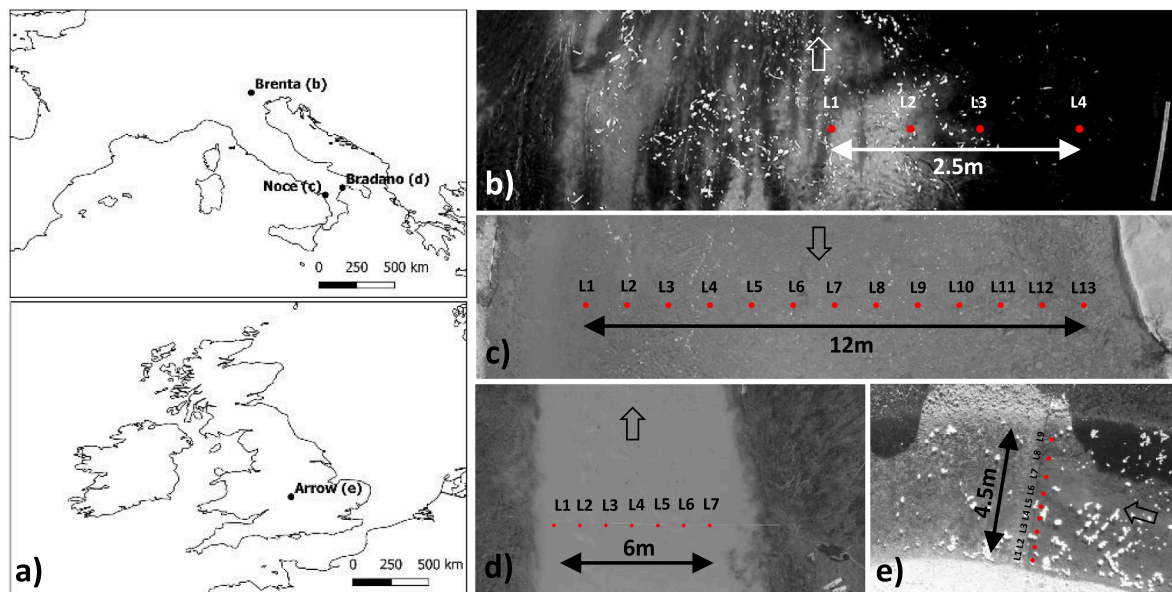 Brenta (b)
Noce (c)
Bradano (d)
0 250 500 km
a)
Arrow (e)
0 250 500 km
L1 L2 L3 L4
2.5m
b)
L1 L2 L3 L4 L5 L6 L7 L8 L9 L10 L11 L12 L13
12m
c)
L1 L2 L3 L4 L5 L6 L7
6m
d)
L1 L2 L3 L4 L5 L6 L7 L8 L9
4.5m
e)